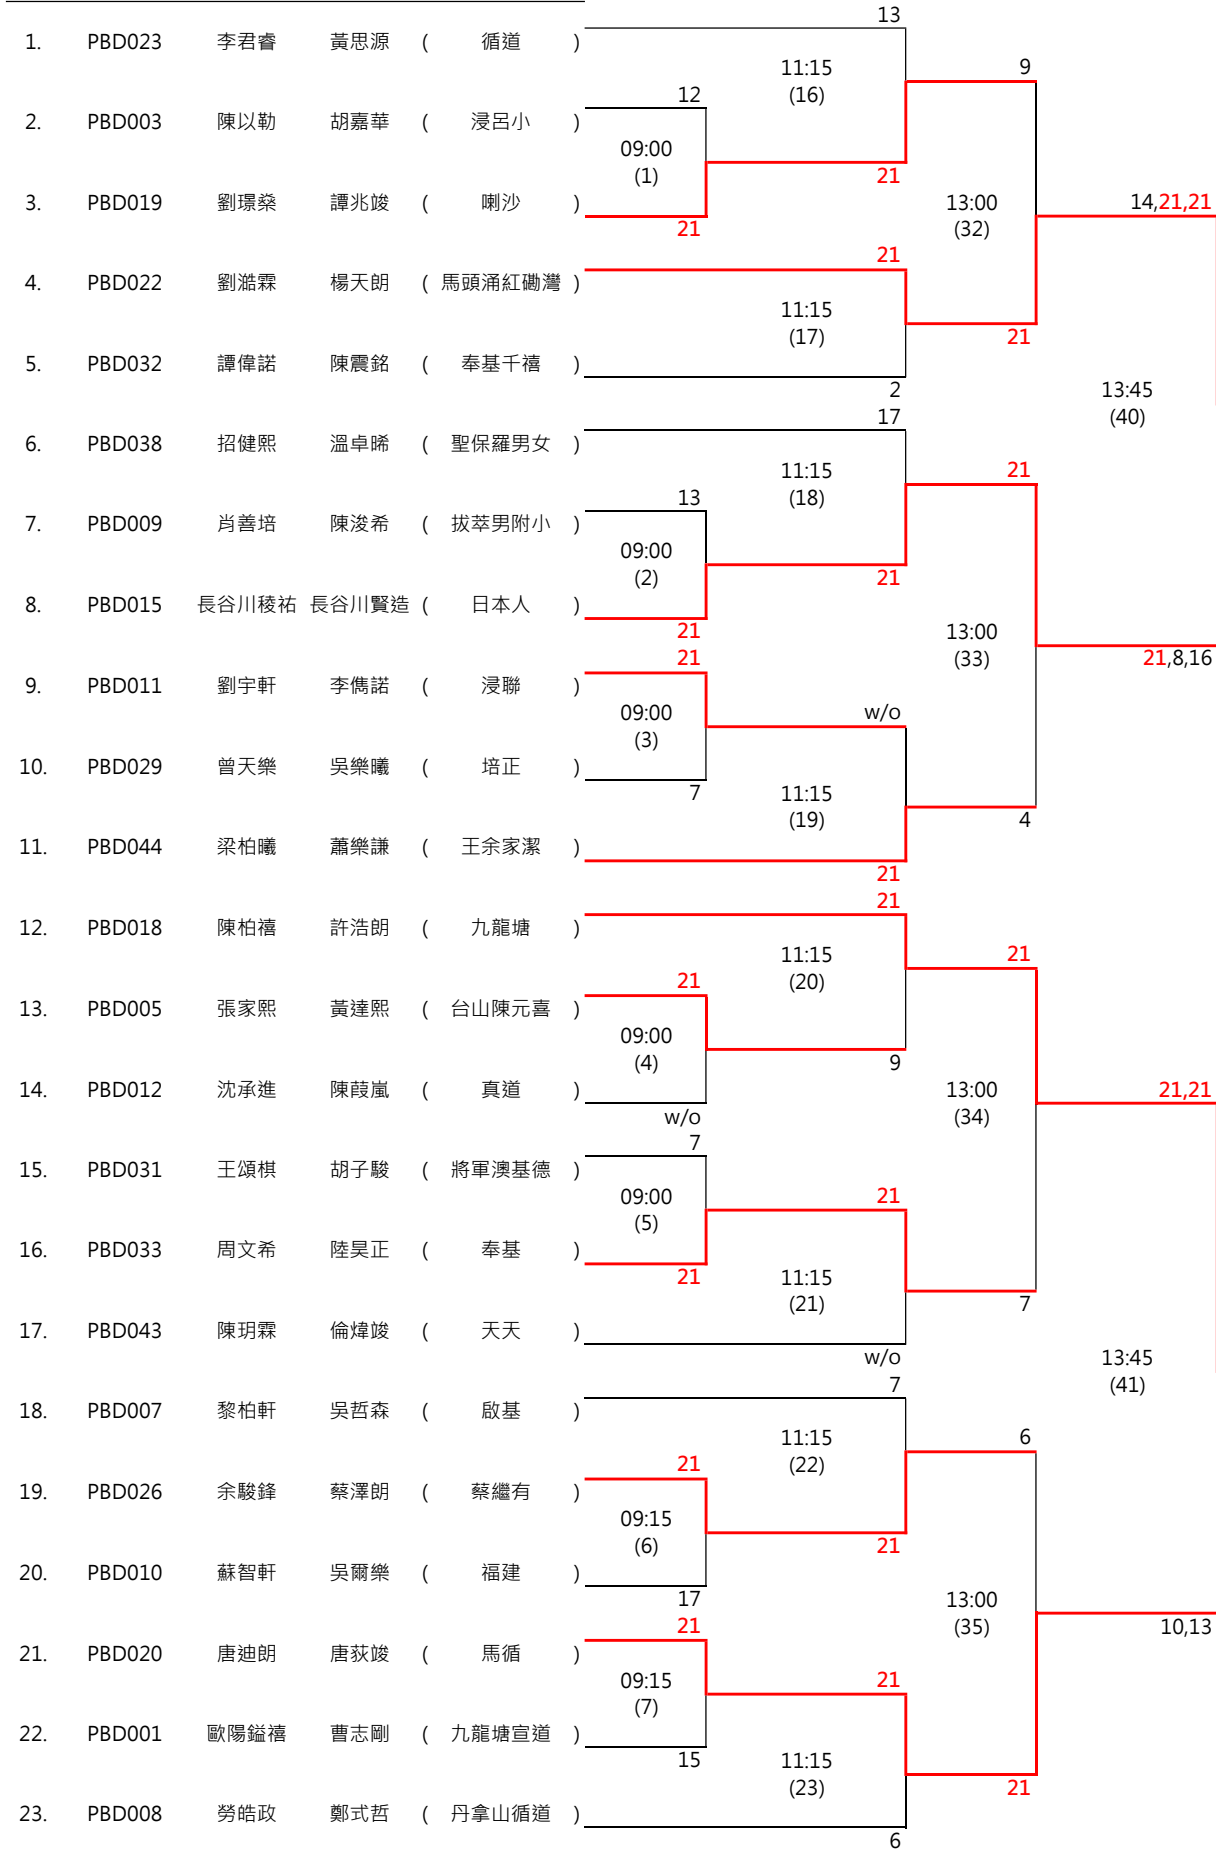 13
1. PBD023 李君睿 黃思源 ( 循道 )
11:15 9
12 (16)
2. PBD003 陳以勒 胡嘉華 ( 浸呂小 )
09:00
(1) 21
3. PBD019 劉璟燊 譚兆竣 ( 喇沙 ) 13:00 14,21,21
21 (32)
21
4. PBD022 劉澔霖 楊天朗 ( 馬頭涌紅磡灣 )
11:15
(17) 21
5. PBD032 譚偉諾 陳震銘 ( 奉基千禧 )
2 13:45
17 (40)
6. PBD038 招健熙 溫卓晞 ( 聖保羅男女 )
11:15 21
13 (18)
7. PBD009 肖善培 陳浚希 ( 拔萃男附小 )
09:00
(2) 21
8. PBD015 長谷川稜祐 長谷川賢造 ( 日本人 )
21 13:00
21 (33) 21,8,16
9. PBD011 劉宇軒 李儁諾 ( 浸聯 )
09:00 w/o
(3)
10. PBD029 曾天樂 吳樂曦 ( 培正 )
7 11:15
(19) 4
11. PBD044 梁柏曦 蕭樂謙 ( 王余家潔 )
21
21
12. PBD018 陳柏禧 許浩朗 ( 九龍塘 )
11:15 21
21 (20)
13. PBD005 張家熙 黃達熙 ( 台山陳元喜 )
09:00
(4) 9
14. PBD012 沈承進 陳葭嵐 ( 真道 ) 13:00 21,21
w/o (34)
7
15. PBD031 王頌棋 胡子駿 ( 將軍澳基德 )
09:00 21
(5)
16. PBD033 周文希 陸昊正 ( 奉基 )
21 11:15
(21) 7
17. PBD043 陳玥霖 倫煒竣 ( 天天 )
w/o 13:45
7 (41)
18. PBD007 黎柏軒 吳哲森 ( 啟基 )
11:15 6
21 (22)
19. PBD026 余駿鋒 蔡澤朗 ( 蔡繼有 )
09:15
(6) 21
20. PBD010 蘇智軒 吳爾樂 ( 福建 )
17 13:00
21 (35) 10,13
21. PBD020 唐迪朗 唐荻竣 ( 馬循 )
09:15 21
(7)
22. PBD001 歐陽鎰禧 曹志剛 ( 九龍塘宣道 )
15 11:15
(23) 21
23. PBD008 勞皓政 鄭式哲 ( 丹拿山循道 )
6